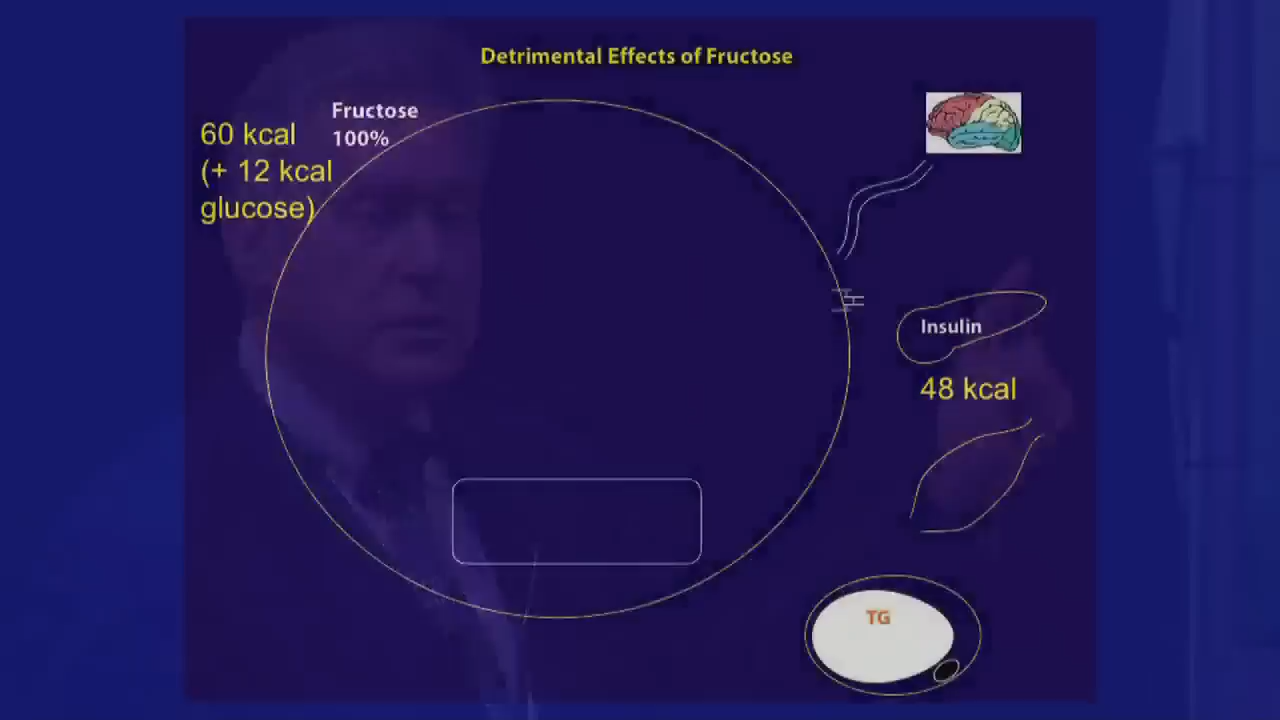 Detrimental Effects of Fructose
Fructose
100%
60 kcal
(+ 12 kcal
glucose)
Insulin
48 kcal
TG